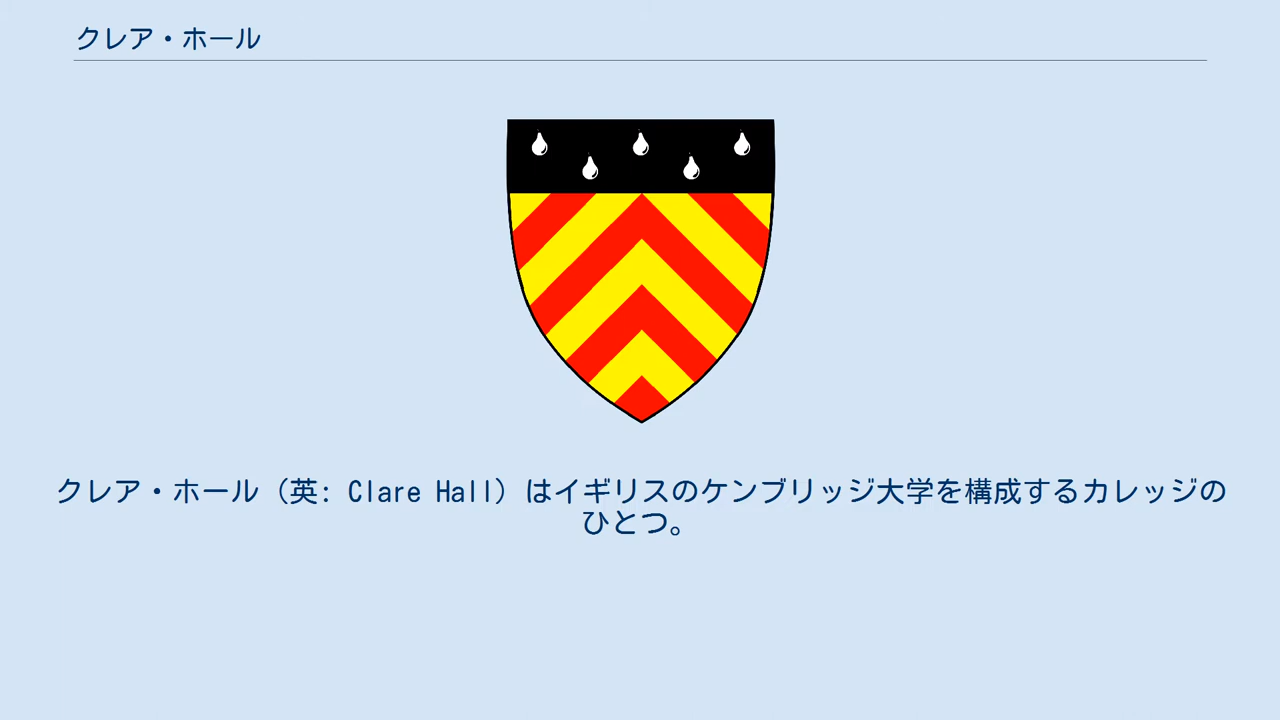 クレア・ホール
クレア・ホール（英: Clare Hall）はイギリスのケンブリッジ大学を構成するカレッジの
ひとつ。